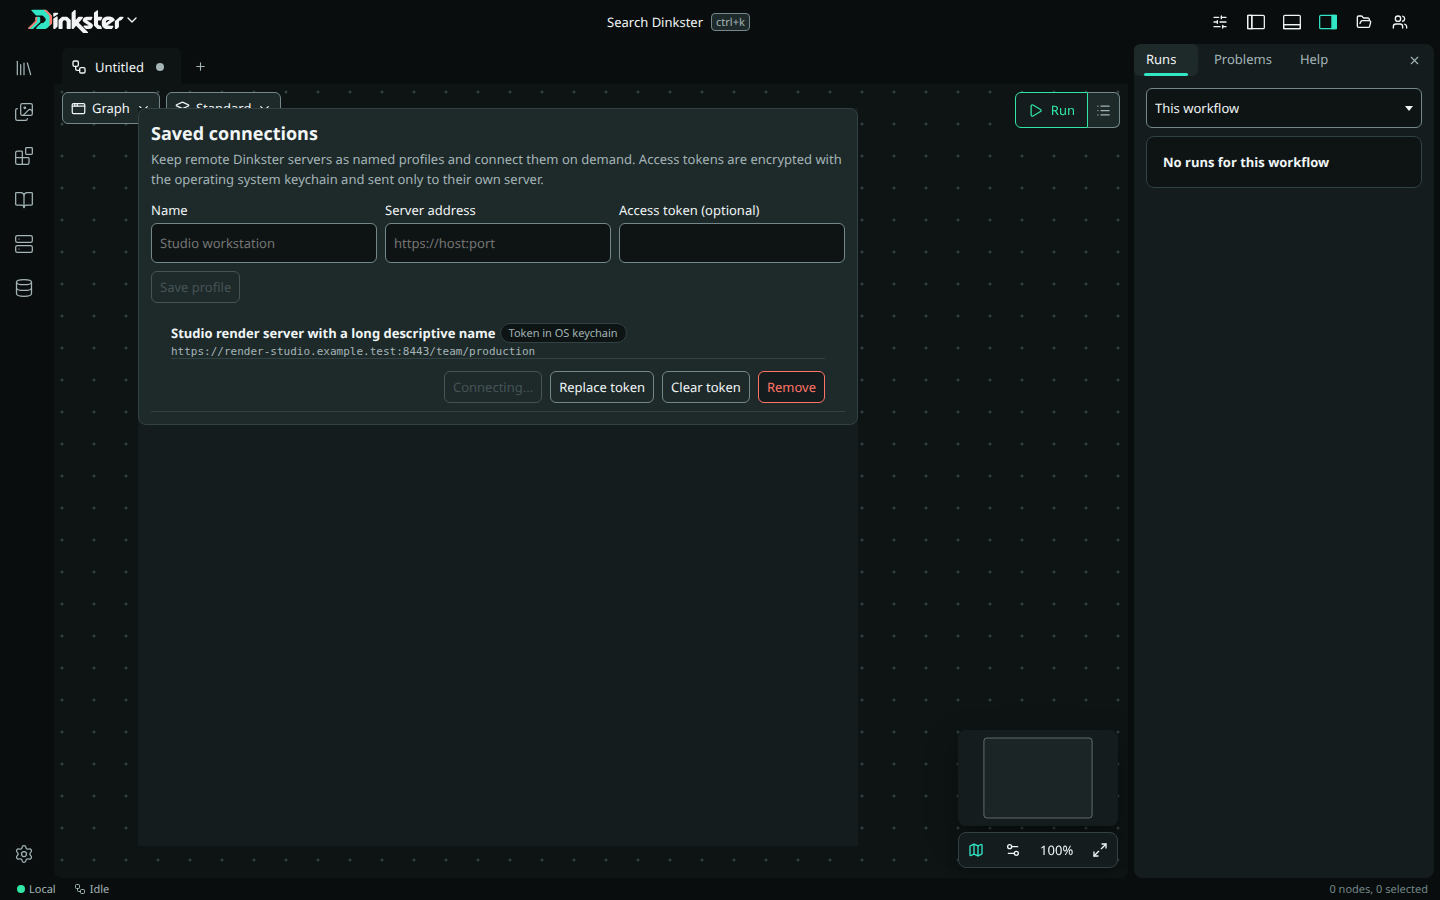 Dinkster
Search Dinkster ctrl+k
Untitled
Runs Problems Help
Graph
Standard
Run
This workflow
No runs for this workflow
Saved connections
Keep remote Dinkster servers as named profiles and connect them on demand. Access tokens are encrypted with
the operating system keychain and sent only to their own server.
Name Server address Access token (optional)
Studio workstation https://host:port
Save profile
Studio render server with a long descriptive name Token in OS keychain
https://render-studio.example.test:8443/team/production
Connecting... Replace token Clear token Remove
100%
Local Idle
0 nodes, 0 selected